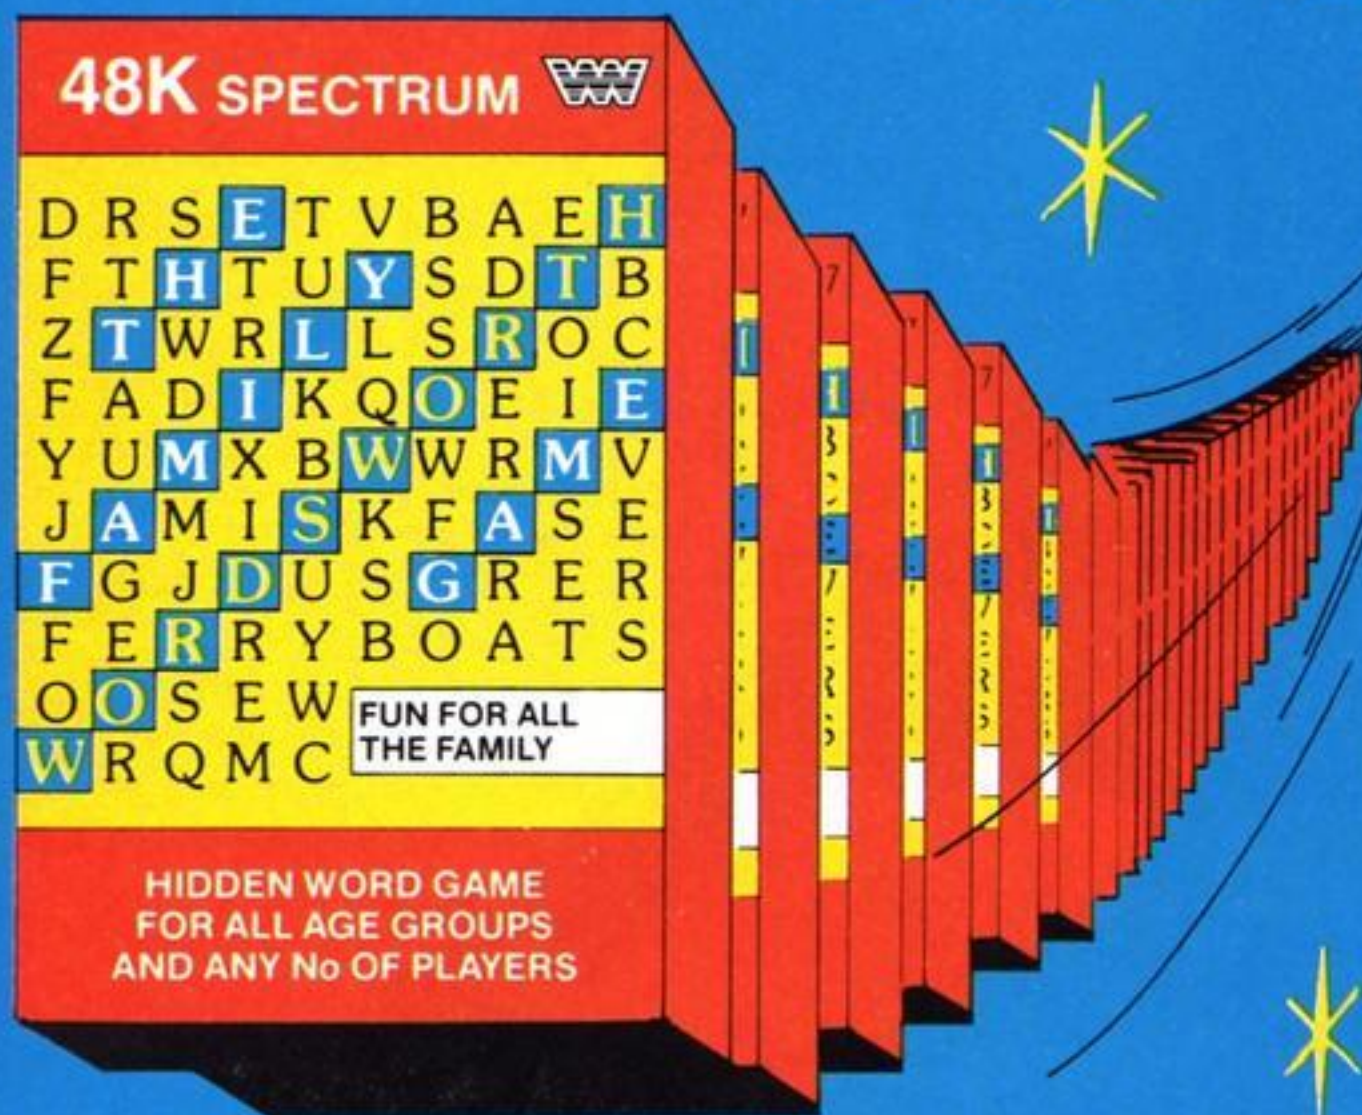 48K SPECTRUM
D R S E T V B A E H
F T H T U Y S D T B
Z T W R L L S R O C
F A D I K Q O E I E
Y U M X B W W R M V
J A M I S K F A S E
F G J D U S G R E R
F E R R Y B O A T S
O O S E W
W R Q M C
FUN FOR ALL
THE FAMILY
HIDDEN WORD GAME
FOR ALL AGE GROUPS
AND ANY No OF PLAYERS